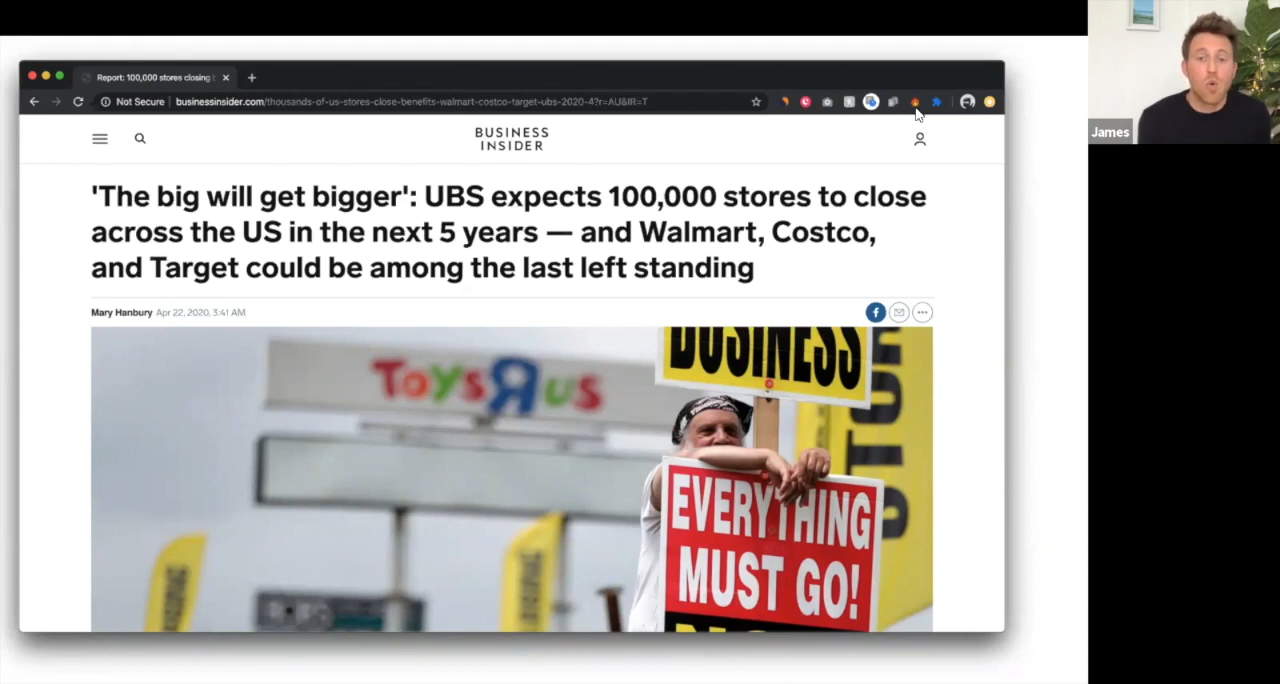 Report: 100,000 stores closing
Not Secure
businessinsider.com/thousands-of-us-stores-close-benefits-walmart-costco-target-ubs-2020-4?r=AU&IR=T
BUSINESS
INSIDER
James
'The big will get bigger': UBS expects 100,000 stores to close
across the US in the next 5 years — and Walmart, Costco,
and Target could be among the last left standing
Mary Hanbury Apr 22, 2020, 3:41 AM
TOYS R US
BUSINESS
EVERYTHING
MUST GO!